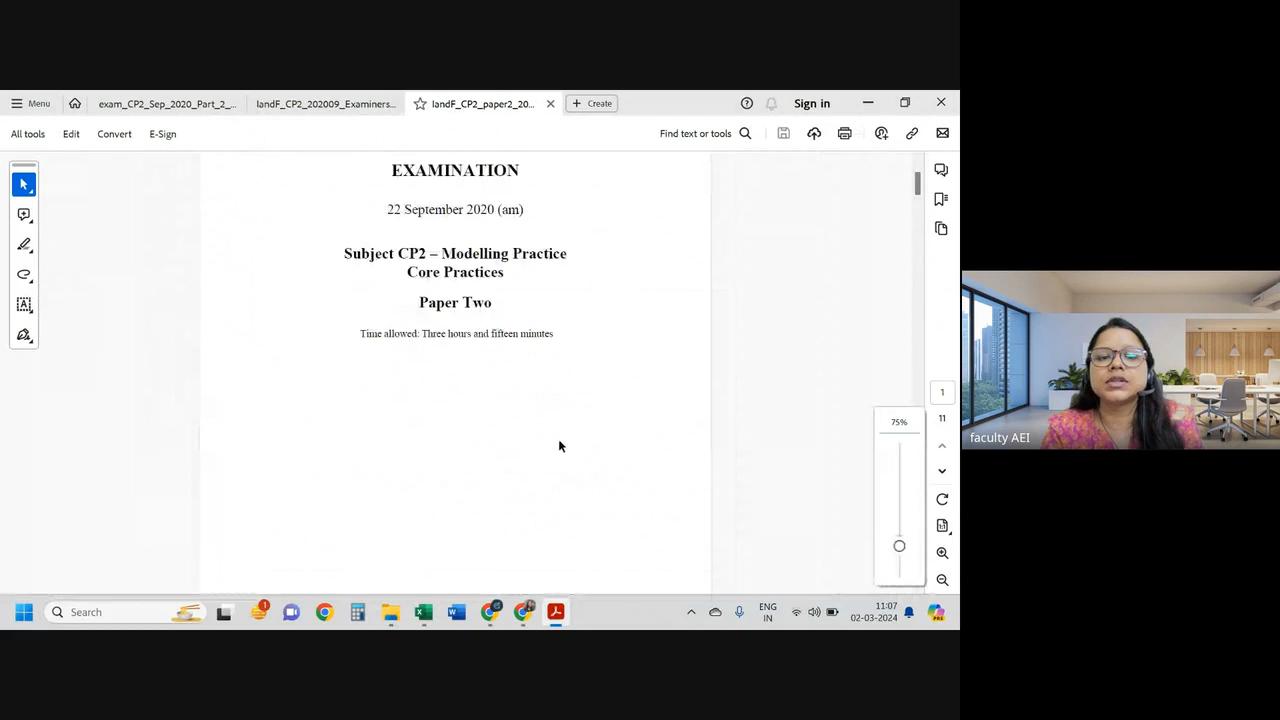 Menu
exam_CP2_Sep_2020_Part_2_...
IandF_CP2_202009_Examiners...
IandF_CP2_paper2_20...
Create
Sign in
All tools
Edit
Convert
E-Sign
Find text or tools
EXAMINATION
22 September 2020 (am)
Subject CP2 – Modelling Practice
Core Practices
Paper Two
Time allowed: Three hours and fifteen minutes
1
11
75%
faculty AEI
Search
1
ENG
IN
11:07
02-03-2024
PRE